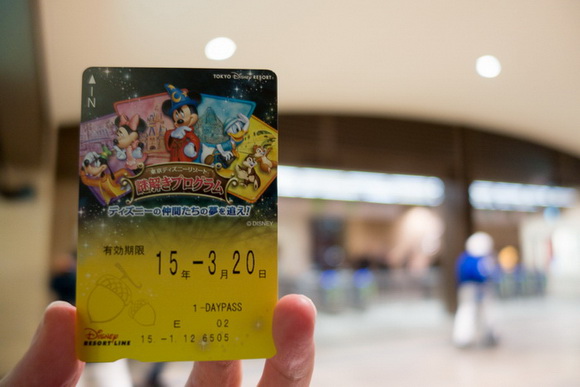 IN
TOKYO Disney RESORT
東京ディズニーリゾート
謎解きプログラム
ディズニーの仲間たちの夢を追え!
© DISNEY
有効期限 15年-3月20日
1-DAYPASS
E 02
Disney
RESORT LINE
15 -1.12 6505